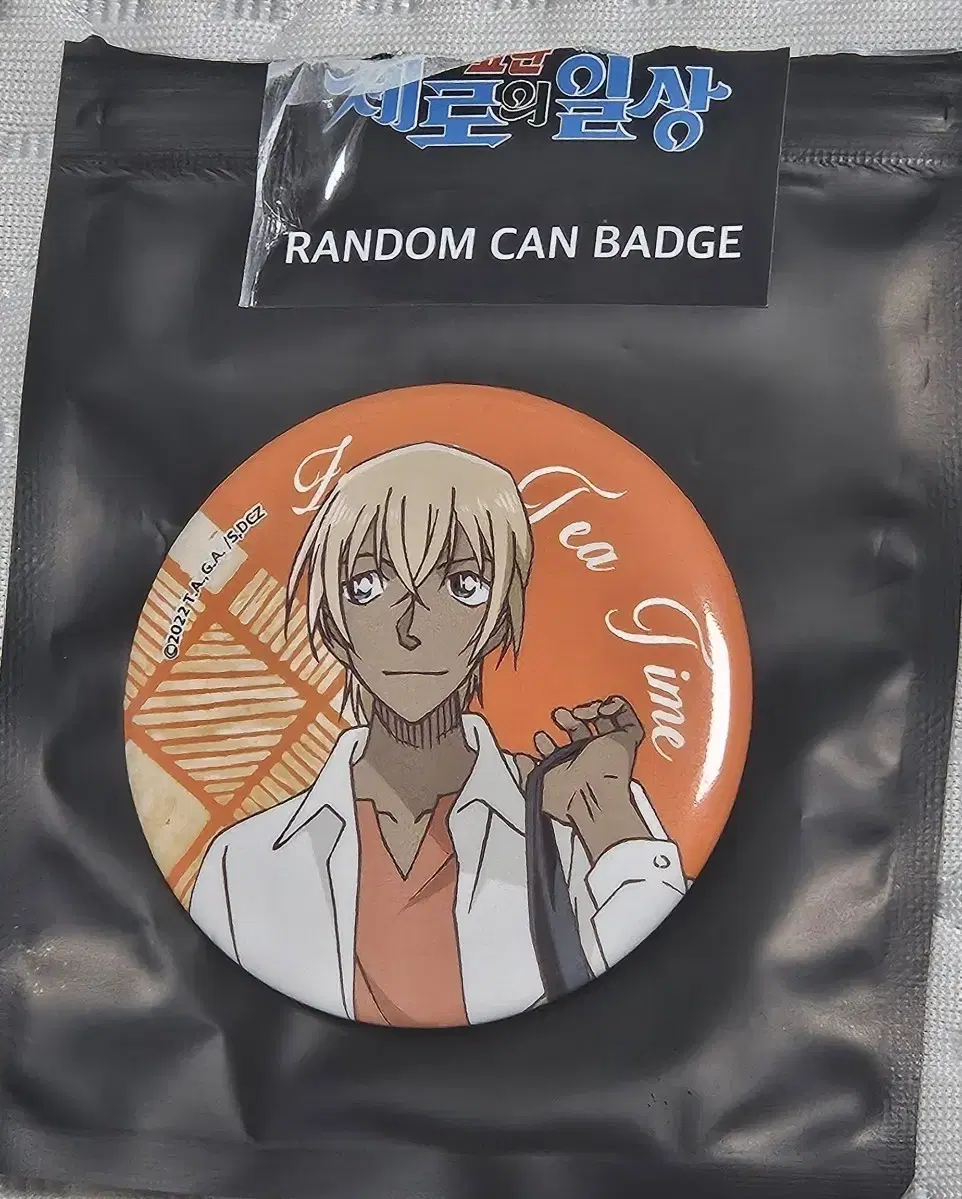 제로의 일상
RANDOM CAN BADGE
Tea
Time
©2022 T.A.,G.A./S,DCZ